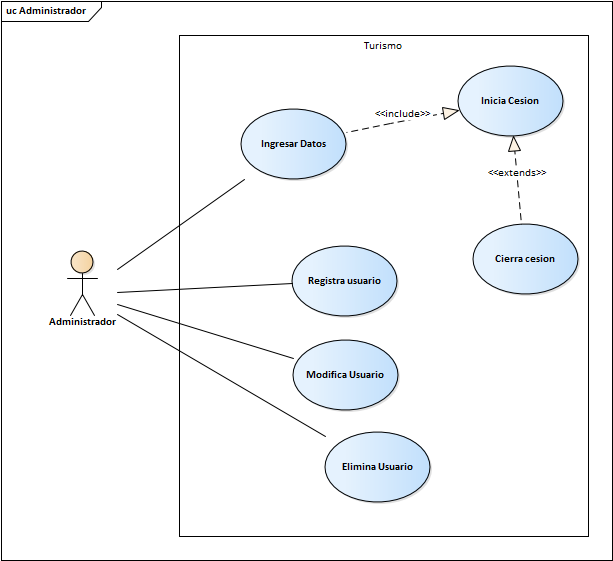 uc Administrador
Turismo
Inicia Cesion
<<include>>
Ingresar Datos
<<extends>>
Cierra cesion
Registra usuario
Administrador
Modifica Usuario
Elimina Usuario